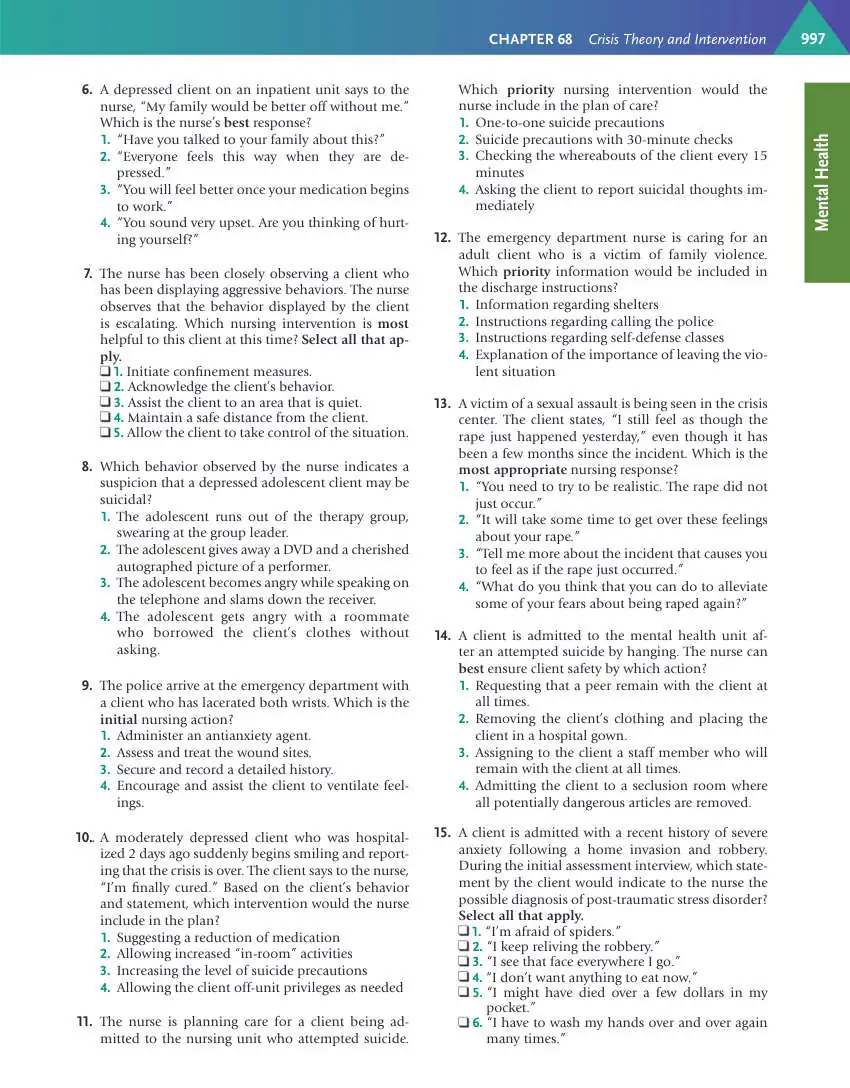 CHAPTER 68 Crisis Theory and Intervention 997
6. A depressed client on an inpatient unit says to the
nurse, “My family would be better off without me.”
Which is the nurse’s best response?
1. “Have you talked to your family about this?”
2. “Everyone feels this way when they are de-
pressed.”
3. “You will feel better once your medication begins
to work.”
4. “You sound very upset. Are you thinking of hurt-
ing yourself?”
7. The nurse has been closely observing a client who
has been displaying aggressive behaviors. The nurse
observes that the behavior displayed by the client
is escalating. Which nursing intervention is most
helpful to this client at this time? Select all that ap-
ply.
❑ 1. Initiate confinement measures.
❑ 2. Acknowledge the client’s behavior.
❑ 3. Assist the client to an area that is quiet.
❑ 4. Maintain a safe distance from the client.
❑ 5. Allow the client to take control of the situation.
8. Which behavior observed by the nurse indicates a
suspicion that a depressed adolescent client may be
suicidal?
1. The adolescent runs out of the therapy group,
swearing at the group leader.
2. The adolescent gives away a DVD and a cherished
autographed picture of a performer.
3. The adolescent becomes angry while speaking on
the telephone and slams down the receiver.
4. The adolescent gets angry with a roommate
who borrowed the client’s clothes without
asking.
9. The police arrive at the emergency department with
a client who has lacerated both wrists. Which is the
initial nursing action?
1. Administer an antianxiety agent.
2. Assess and treat the wound sites.
3. Secure and record a detailed history.
4. Encourage and assist the client to ventilate feel-
ings.
10.. A moderately depressed client who was hospital-
ized 2 days ago suddenly begins smiling and report-
ing that the crisis is over. The client says to the nurse,
“I’m finally cured.” Based on the client’s behavior
and statement, which intervention would the nurse
include in the plan?
1. Suggesting a reduction of medication
2. Allowing increased “in-room” activities
3. Increasing the level of suicide precautions
4. Allowing the client off-unit privileges as needed
11. The nurse is planning care for a client being ad-
mitted to the nursing unit who attempted suicide.
Which priority nursing intervention would the
nurse include in the plan of care?
1. One-to-one suicide precautions
2. Suicide precautions with 30-minute checks
3. Checking the whereabouts of the client every 15
minutes
4. Asking the client to report suicidal thoughts im-
mediately
12. The emergency department nurse is caring for an
adult client who is a victim of family violence.
Which priority information would be included in
the discharge instructions?
1. Information regarding shelters
2. Instructions regarding calling the police
3. Instructions regarding self-defense classes
4. Explanation of the importance of leaving the vio-
lent situation
13. A victim of a sexual assault is being seen in the crisis
center. The client states, “I still feel as though the
rape just happened yesterday,” even though it has
been a few months since the incident. Which is the
most appropriate nursing response?
1. “You need to try to be realistic. The rape did not
just occur.”
2. “It will take some time to get over these feelings
about your rape.”
3. “Tell me more about the incident that causes you
to feel as if the rape just occurred.”
4. “What do you think that you can do to alleviate
some of your fears about being raped again?”
14. A client is admitted to the mental health unit af-
ter an attempted suicide by hanging. The nurse can
best ensure client safety by which action?
1. Requesting that a peer remain with the client at
all times.
2. Removing the client’s clothing and placing the
client in a hospital gown.
3. Assigning to the client a staff member who will
remain with the client at all times.
4. Admitting the client to a seclusion room where
all potentially dangerous articles are removed.
15. A client is admitted with a recent history of severe
anxiety following a home invasion and robbery.
During the initial assessment interview, which state-
ment by the client would indicate to the nurse the
possible diagnosis of post-traumatic stress disorder?
Select all that apply.
❑ 1. “I’m afraid of spiders.”
❑ 2. “I keep reliving the robbery.”
❑ 3. “I see that face everywhere I go.”
❑ 4. “I don’t want anything to eat now.”
❑ 5. “I might have died over a few dollars in my
pocket.”
❑ 6. “I have to wash my hands over and over again
many times.”
Mental Health